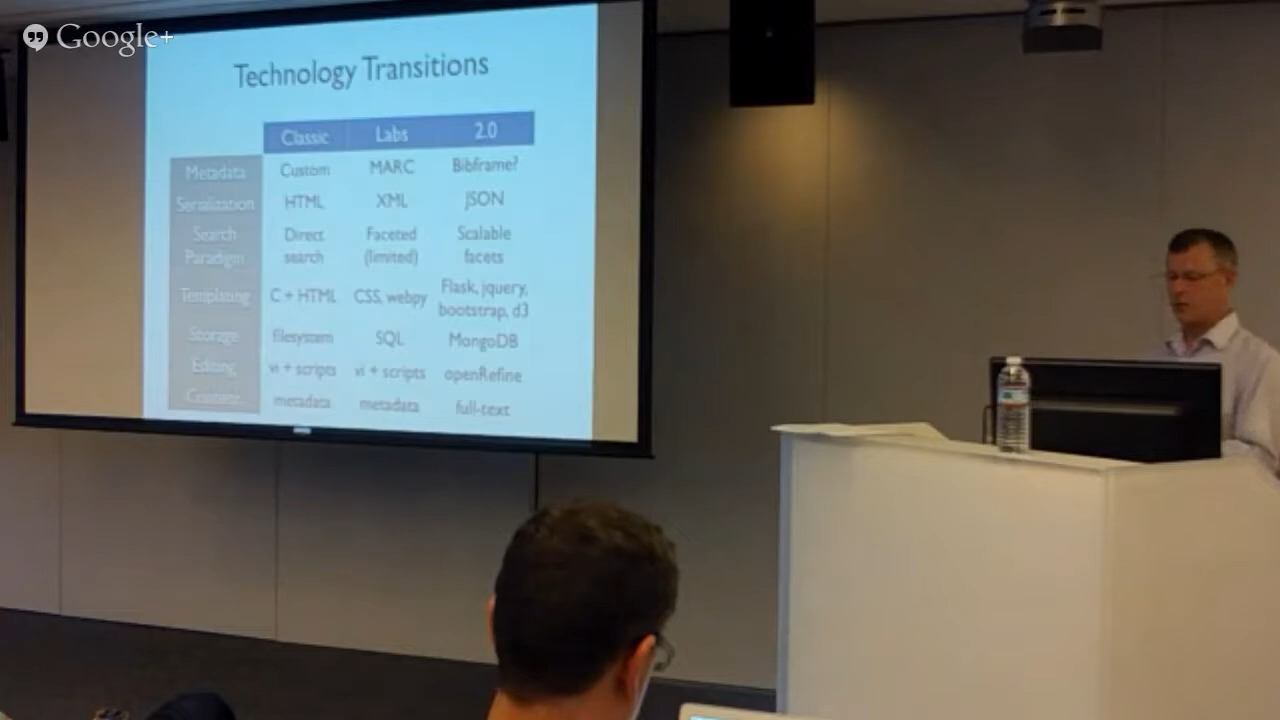 Google+
Technology Transitions
Classic Labs 2.0
Metadata Custom MARC Bibframe?
Serialization HTML XML JSON
Search Direct Faceted Scalable
Paradigm search (limited) facets
Templating C + HTML CSS, webpy Flask, jquery,
bootstrap, d3
Storage filesystem SQL MongoDB
Editing vi + scripts vi + scripts openRefine
Content metadata metadata full-text